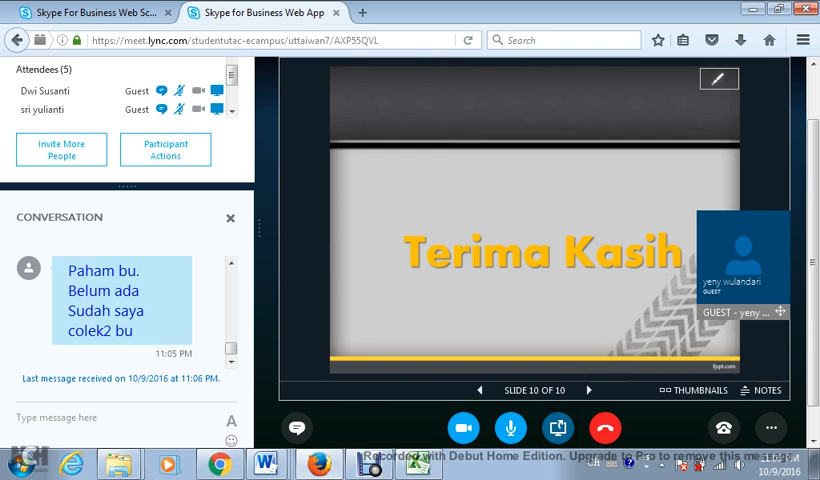 Skype For Business Web Sc...
Skype for Business Web App
https://meet.lync.com/studentutac-ecampus/uttaiwan7/AXP55QVL
Search
Attendees (5)
Dwi Susanti Guest
sri yulianti Guest
Invite More People
Participant Actions
CONVERSATION
Paham bu.
Belum ada
Sudah saya
colek2 bu
11:05 PM
Last message received on 10/9/2016 at 11:06 PM.
Type message here
A
Terima Kasih
fppt.com
yeny wulandari
GUEST
GUEST - yeny ...
SLIDE 10 OF 10
THUMBNAILS
NOTES
Recorded with Debut Home Edition. Upgrade to Pro to remove this message.
CH
10/9/2016